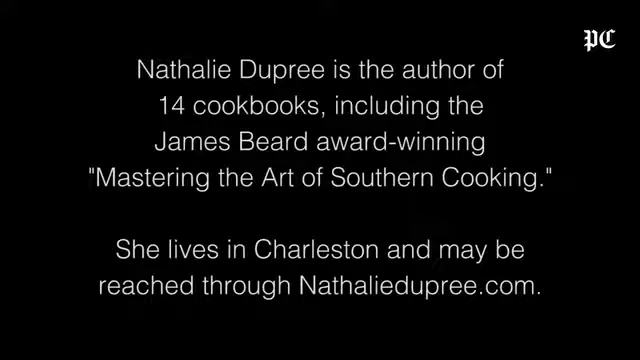 PC
Nathalie Dupree is the author of
14 cookbooks, including the
James Beard award-winning
"Mastering the Art of Southern Cooking."
She lives in Charleston and may be
reached through Nathaliedupree.com.